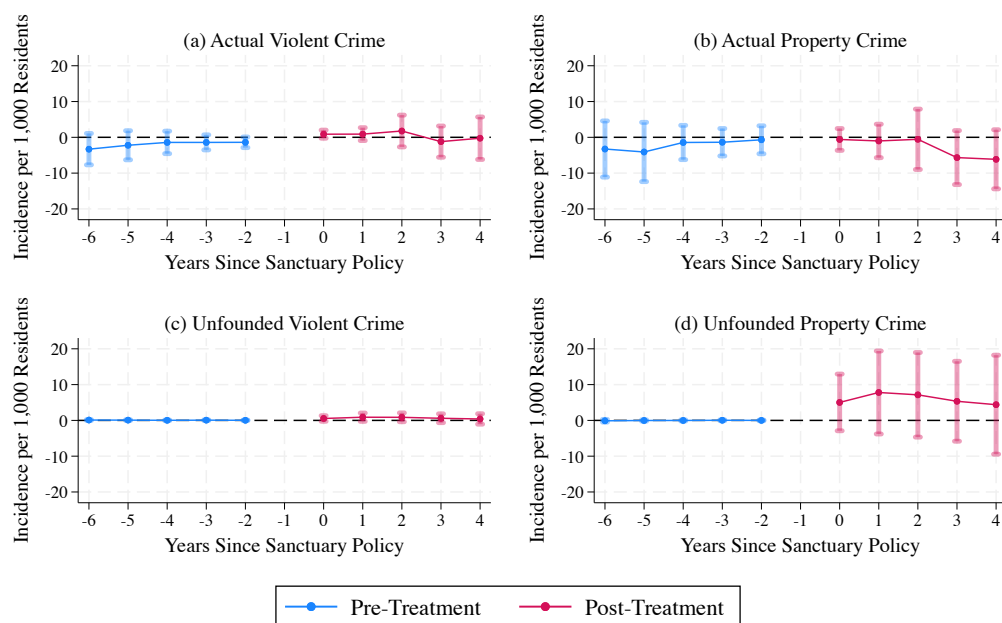 (a) Actual Violent Crime
Incidence per 1,000 Residents
20
10
0
-10
-20
-6 -5 -4 -3 -2 -1 0 1 2 3 4
Years Since Sanctuary Policy
(b) Actual Property Crime
Incidence per 1,000 Residents
20
10
0
-10
-20
-6 -5 -4 -3 -2 -1 0 1 2 3 4
Years Since Sanctuary Policy
(c) Unfounded Violent Crime
Incidence per 1,000 Residents
20
10
0
-10
-20
-6 -5 -4 -3 -2 -1 0 1 2 3 4
Years Since Sanctuary Policy
(d) Unfounded Property Crime
Incidence per 1,000 Residents
20
10
0
-10
-20
-6 -5 -4 -3 -2 -1 0 1 2 3 4
Years Since Sanctuary Policy
Pre-Treatment Post-Treatment